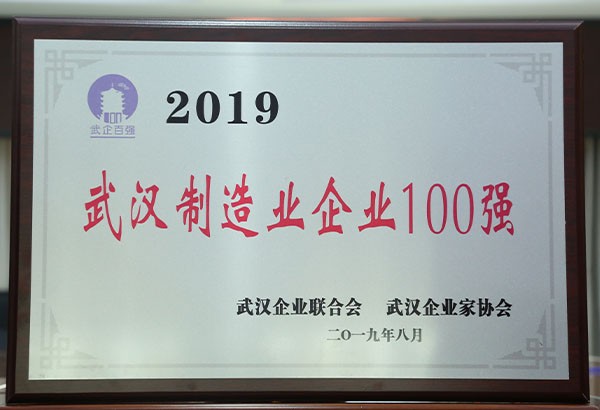 2019
武企百强
武汉制造业企业100强
武汉企业联合会 武汉企业家协会
二〇一九年八月